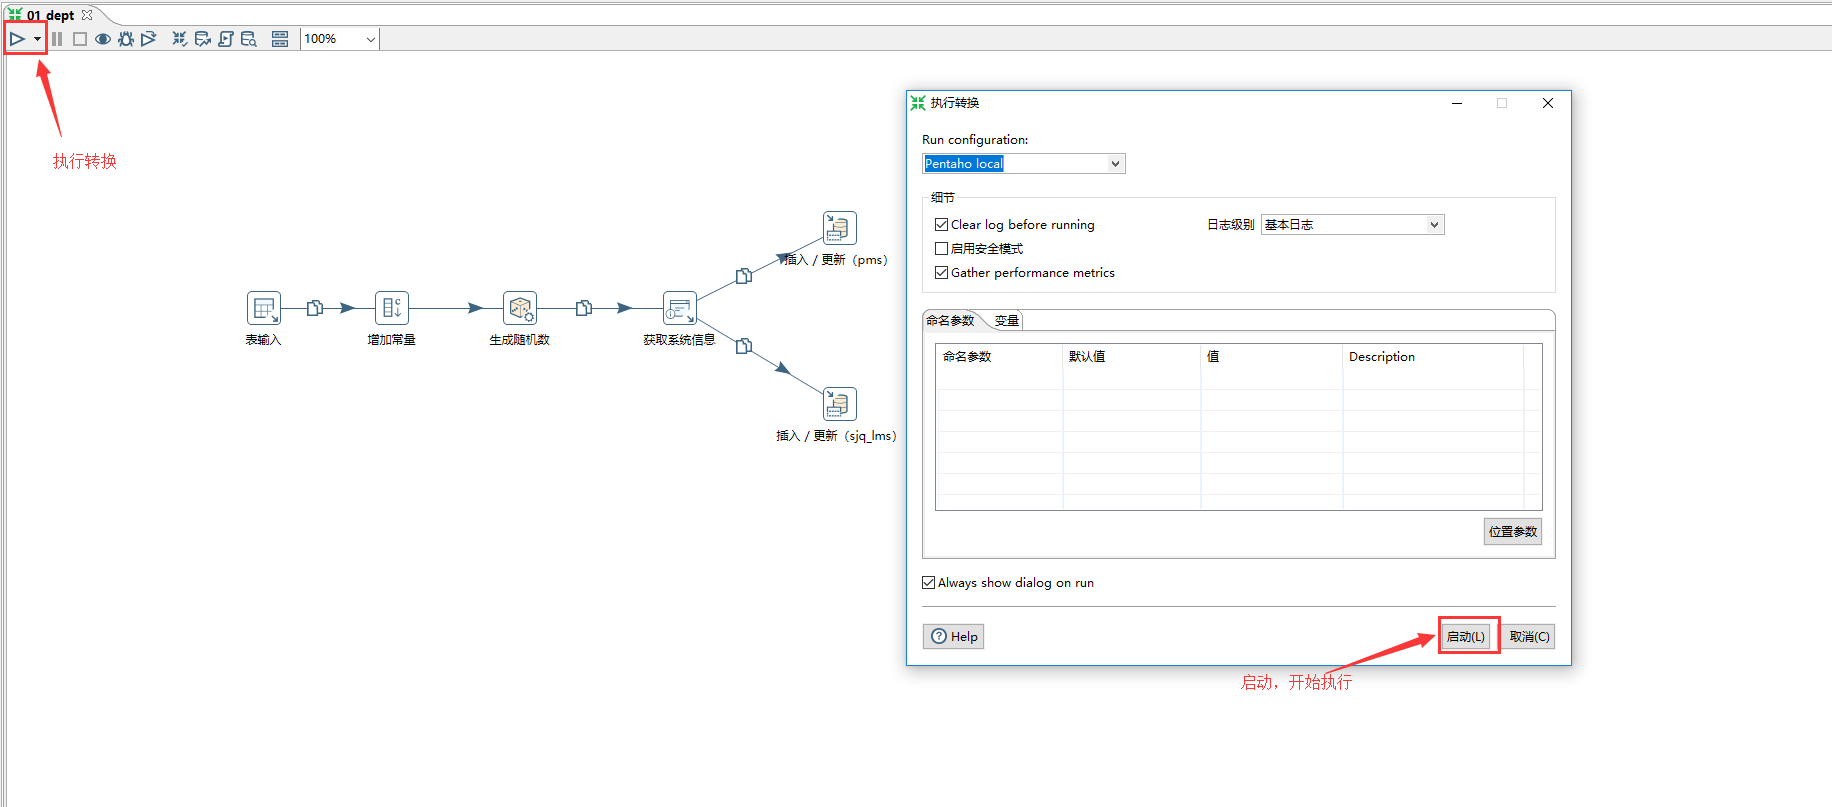 01 dept
100%
执行转换
表输入
增加常量
生成随机数
获取系统信息
插入 / 更新（pms）
插入 / 更新（sjq_lms）
执行转换
Run configuration:
Pentaho local
细节
Clear log before running
日志级别
基本日志
启用安全模式
Gather performance metrics
命名参数
变量
命名参数
默认值
值
Description
位置参数
Always show dialog on run
Help
启动(L)
取消(C)
启动，开始执行